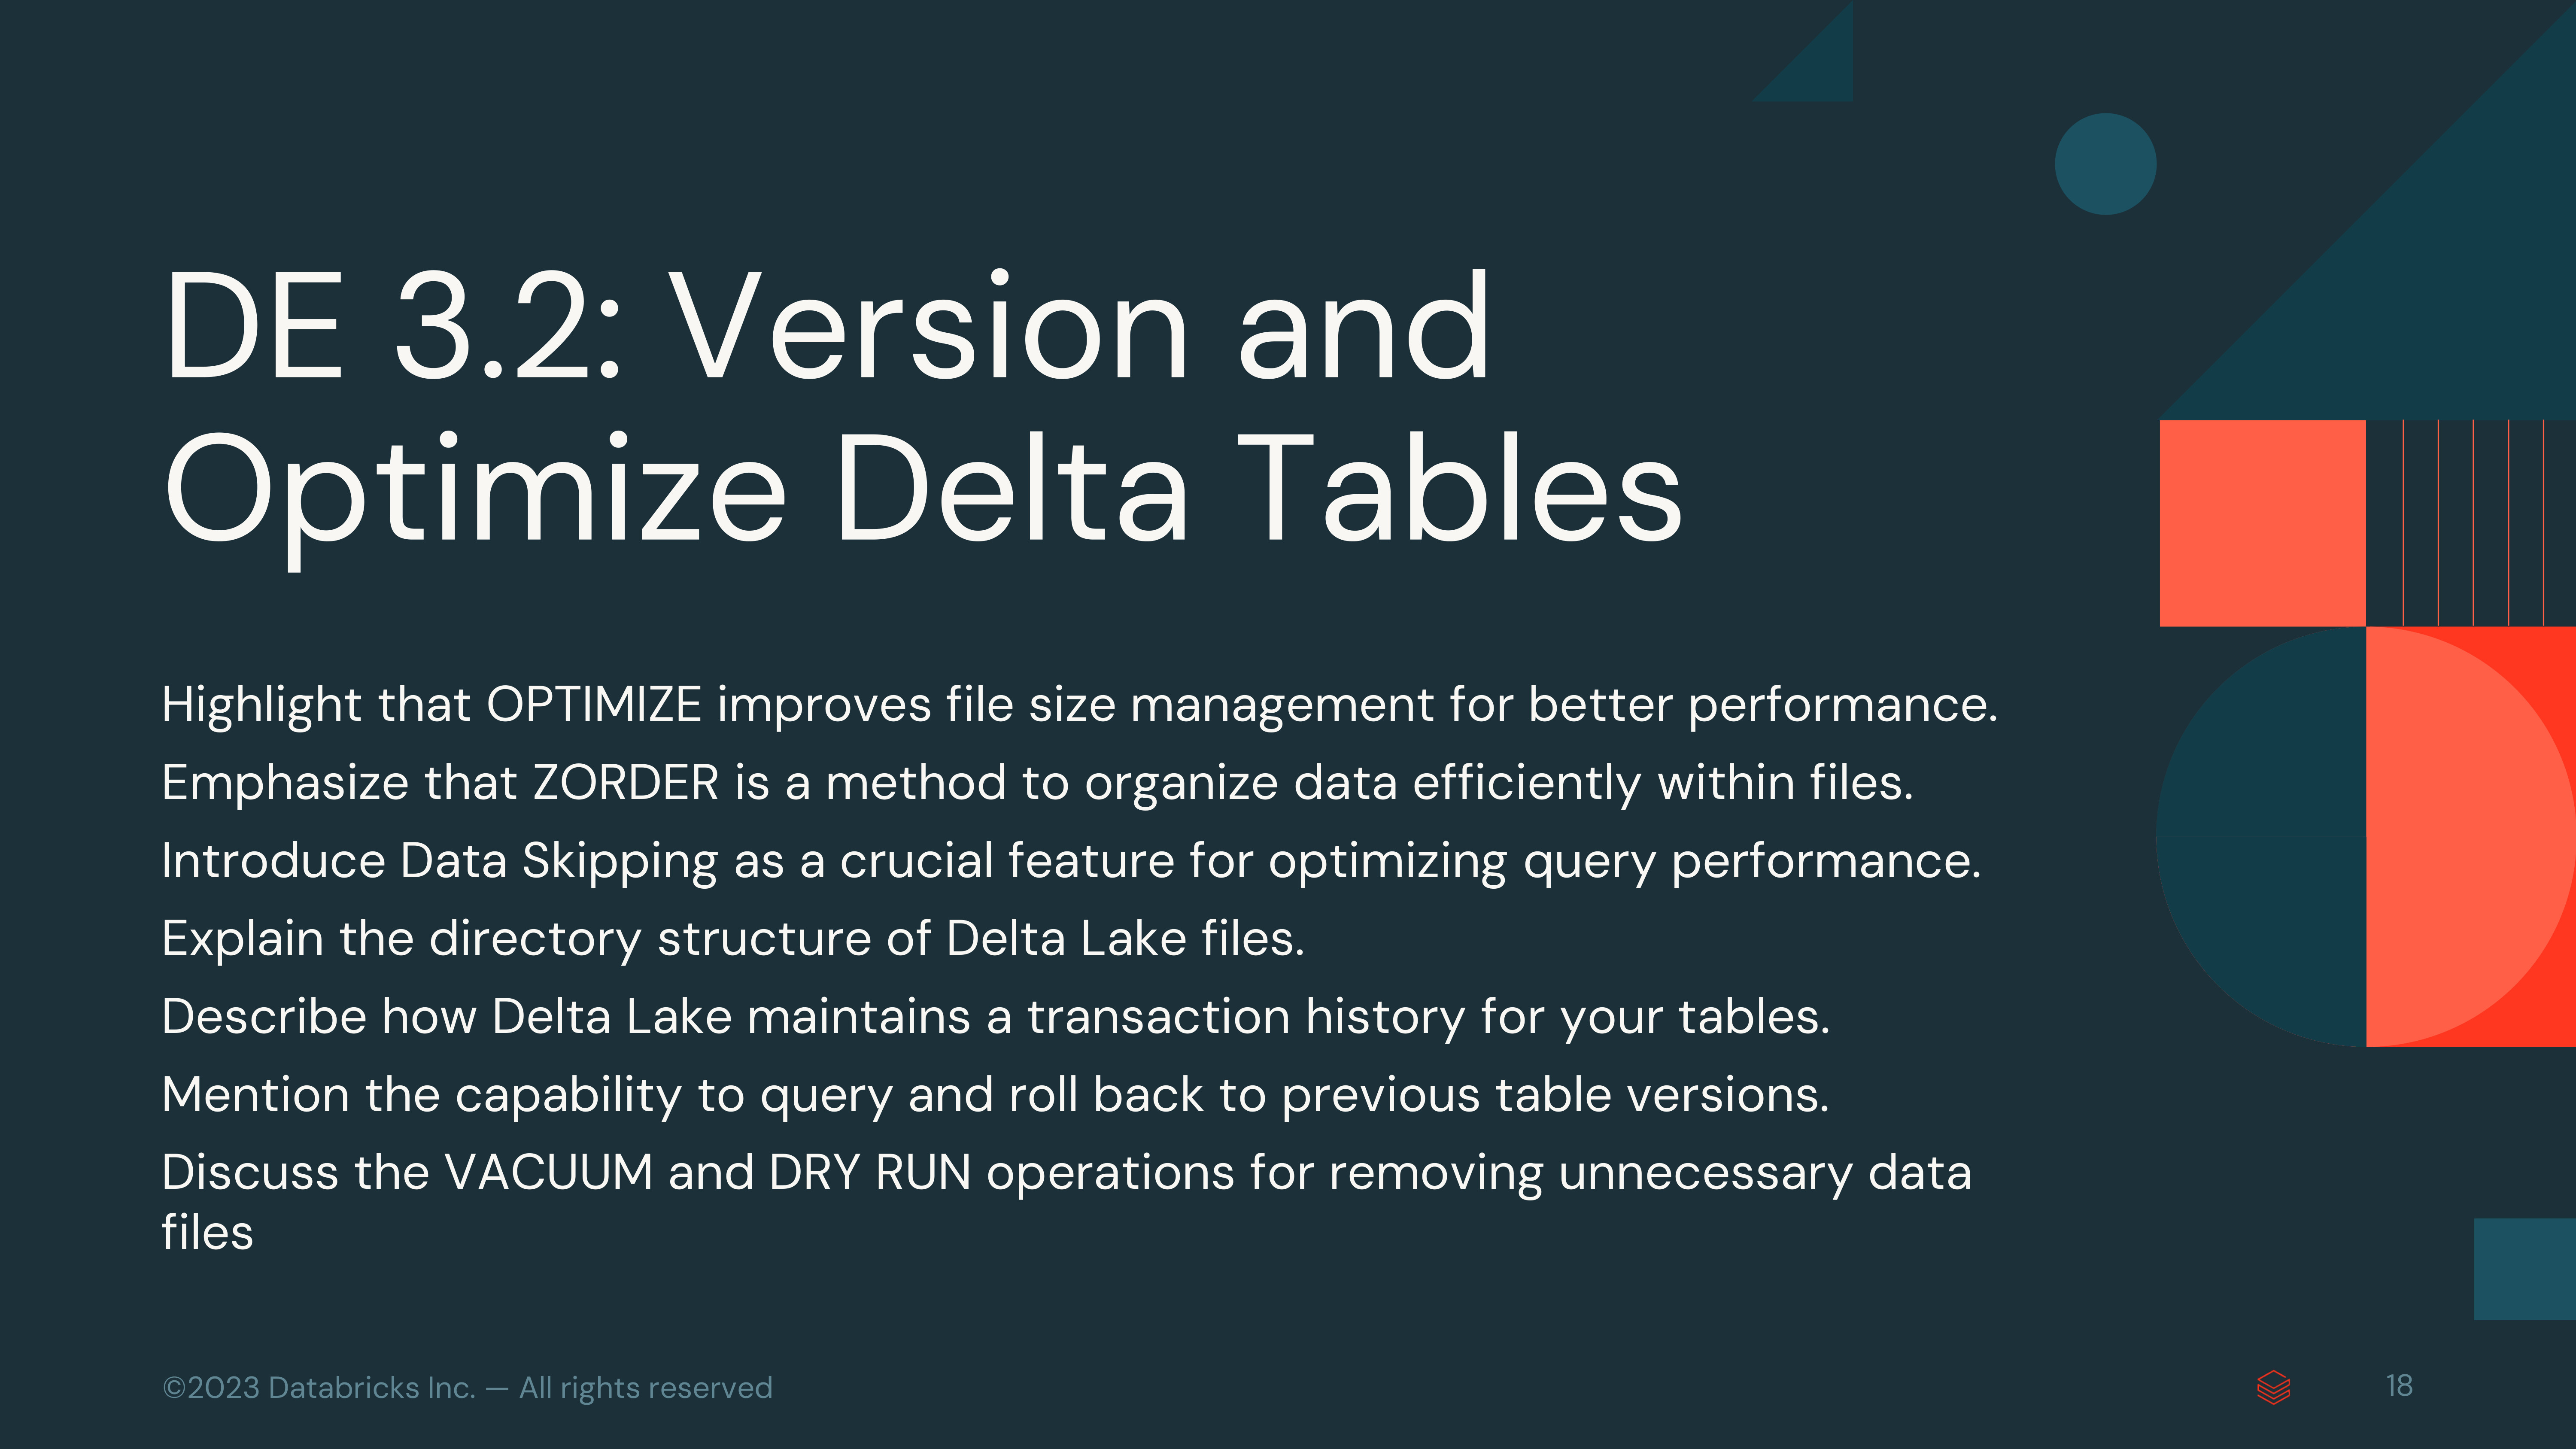 DE 3.2: Version and
Optimize Delta Tables
Highlight that OPTIMIZE improves file size management for better performance.
Emphasize that ZORDER is a method to organize data efficiently within files.
Introduce Data Skipping as a crucial feature for optimizing query performance.
Explain the directory structure of Delta Lake files.
Describe how Delta Lake maintains a transaction history for your tables.
Mention the capability to query and roll back to previous table versions.
Discuss the VACUUM and DRY RUN operations for removing unnecessary data
files
©2023 Databricks Inc. — All rights reserved
18